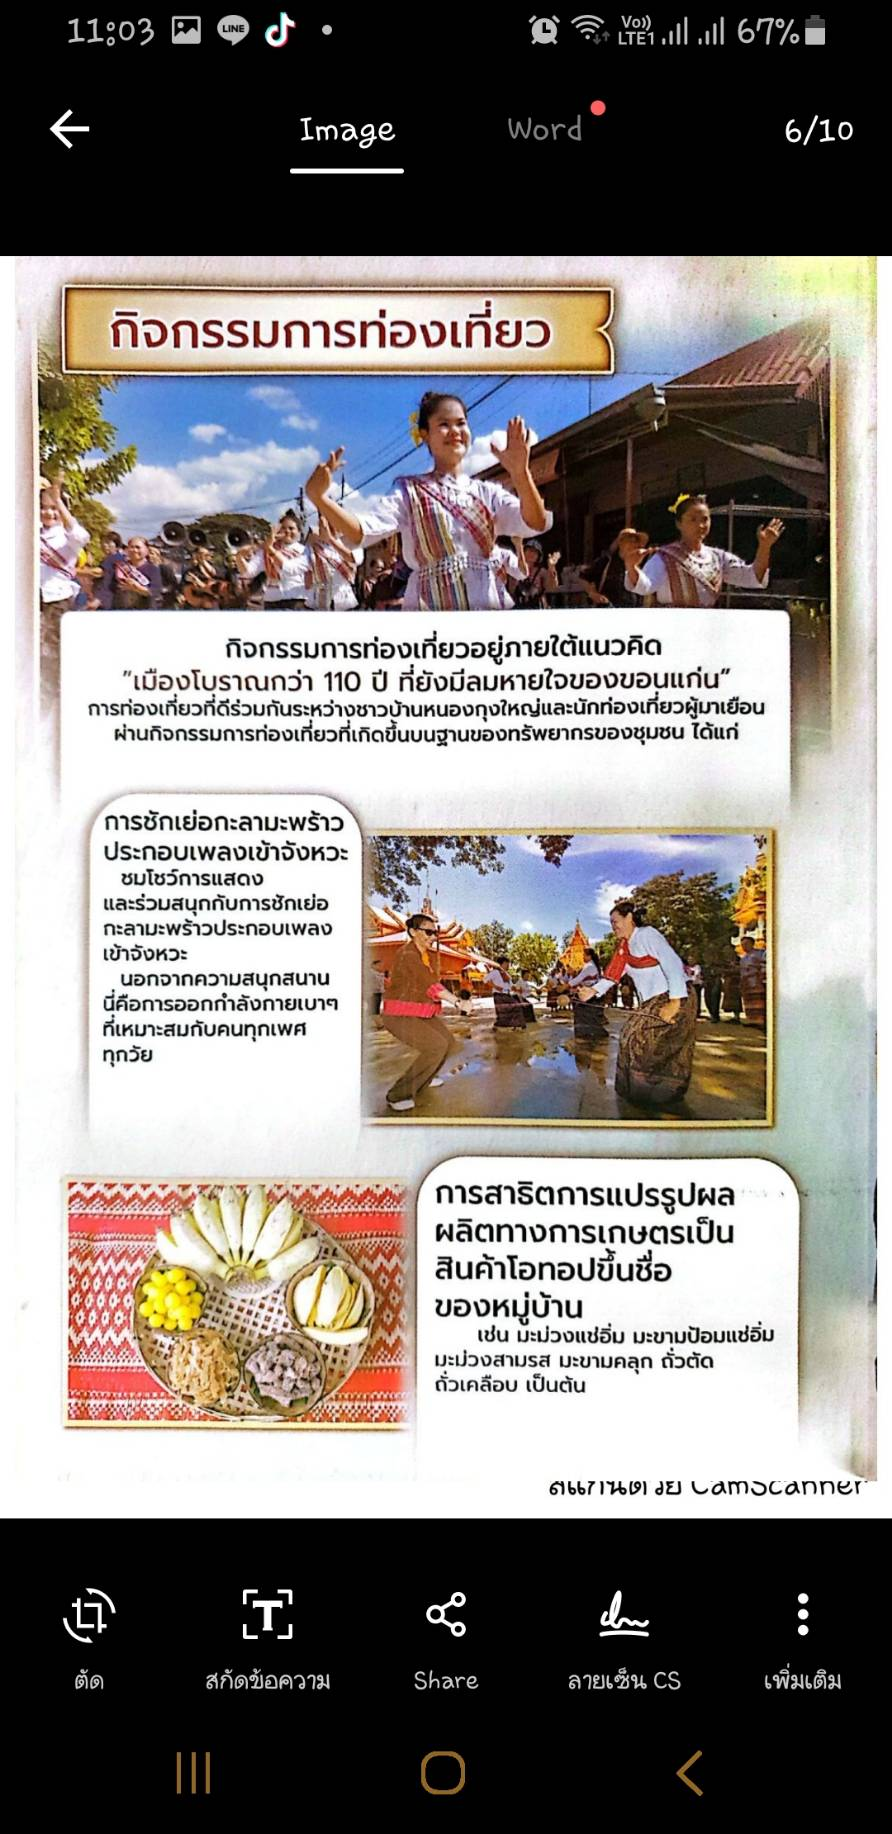 11:03
LINE
Vo))
LTE1
67%
Image
Word
6/10
กิจกรรมการท่องเที่ยว
กิจกรรมการท่องเที่ยวอยู่ภายใต้แนวคิด
"เมืองโบราณกว่า 110 ปี ที่ยังมีลมหายใจของขอนแก่น"
การท่องเที่ยวที่ดีร่วมกันระหว่างชาวบ้านหนองกุงใหญ่และนักท่องเที่ยวผู้มาเยือน
ผ่านกิจกรรมการท่องเที่ยวที่เกิดขึ้นบนฐานของทรัพยากรของชุมชน ได้แก่
การชักเย่อกะลามะพร้าว
ประกอบเพลงเข้าจังหวะ
ชมโชว์การแสดง
และร่วมสนุกกับการชักเย่อ
กะลามะพร้าวประกอบเพลง
เข้าจังหวะ
นอกจากความสนุกสนาน
นี่คือการออกกำลังกายเบาๆ
ที่เหมาะสมกับคนทุกเพศ
ทุกวัย
การสาธิตการแปรรูปผล
ผลิตทางการเกษตรเป็น
สินค้าโอทอปขึ้นชื่อ
ของหมู่บ้าน
เช่น มะม่วงแช่อิ่ม มะขามป้อมแช่อิ่ม
มะม่วงสามรส มะขามคลุก ถั่วตัด
ถั่วเคลือบ เป็นต้น
สแกนด้วย CamScanner
T
ตัด
สกัดข้อความ
Share
ลายเซ็น CS
เพิ่มเติม